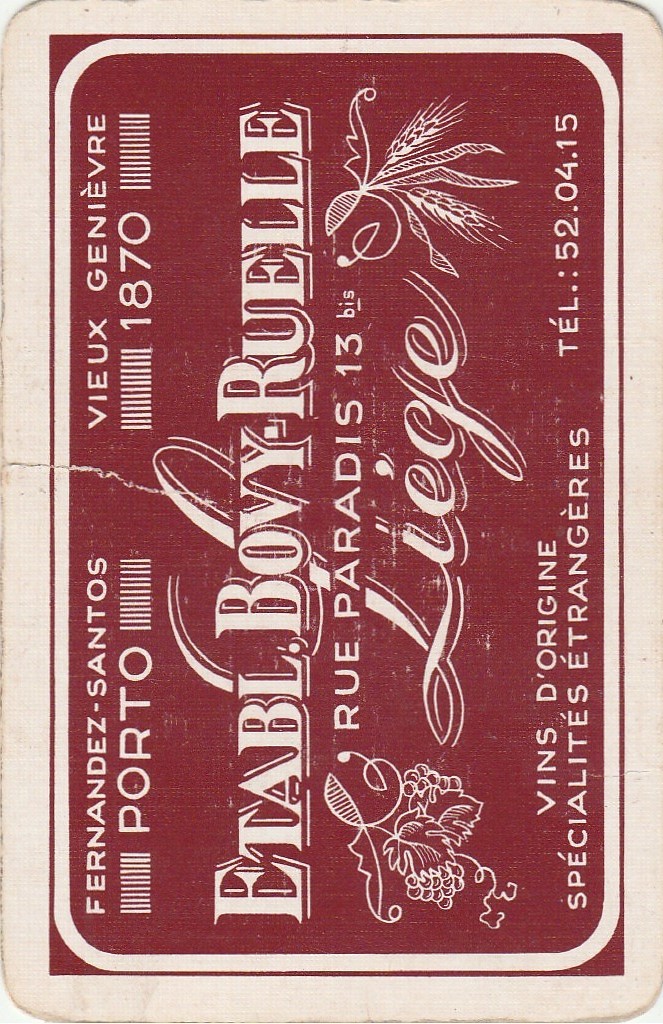 FERNANDEZ-SANTOS
PORTO
VIEUX GENIÈVRE
1870
ETABL. BOVY-RUELLE
RUE PARADIS 13 bis
Liége
VINS D'ORIGINE
SPÉCIALITÉS ÉTRANGÈRES
TÉL.: 52.04.15